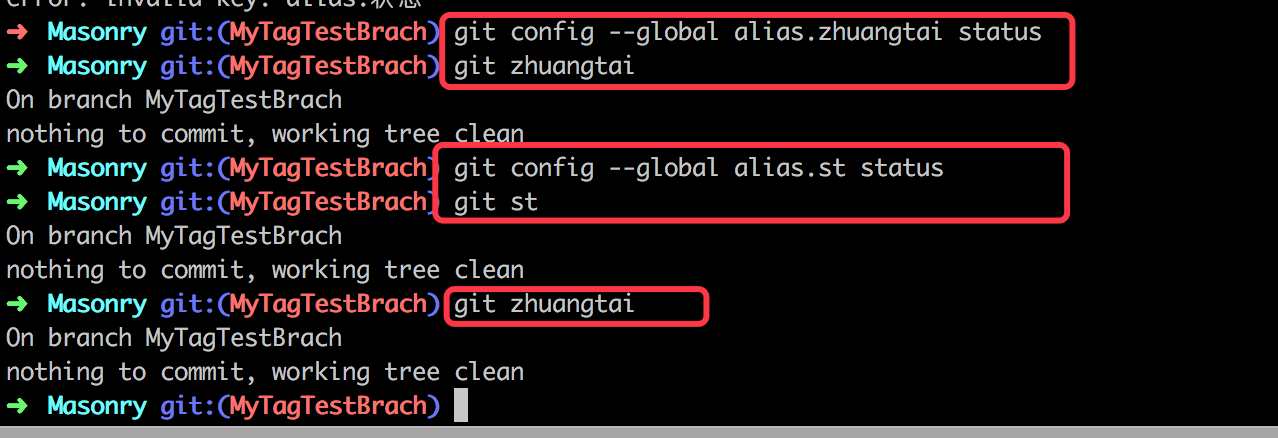 error: invalid key: alias.状态
➜ Masonry git:(MyTagTestBrach) git config --global alias.zhuangtai status
➜ Masonry git:(MyTagTestBrach) git zhuangtai
On branch MyTagTestBrach
nothing to commit, working tree clean
➜ Masonry git:(MyTagTestBrach) git config --global alias.st status
➜ Masonry git:(MyTagTestBrach) git st
On branch MyTagTestBrach
nothing to commit, working tree clean
➜ Masonry git:(MyTagTestBrach) git zhuangtai
On branch MyTagTestBrach
nothing to commit, working tree clean
➜ Masonry git:(MyTagTestBrach)